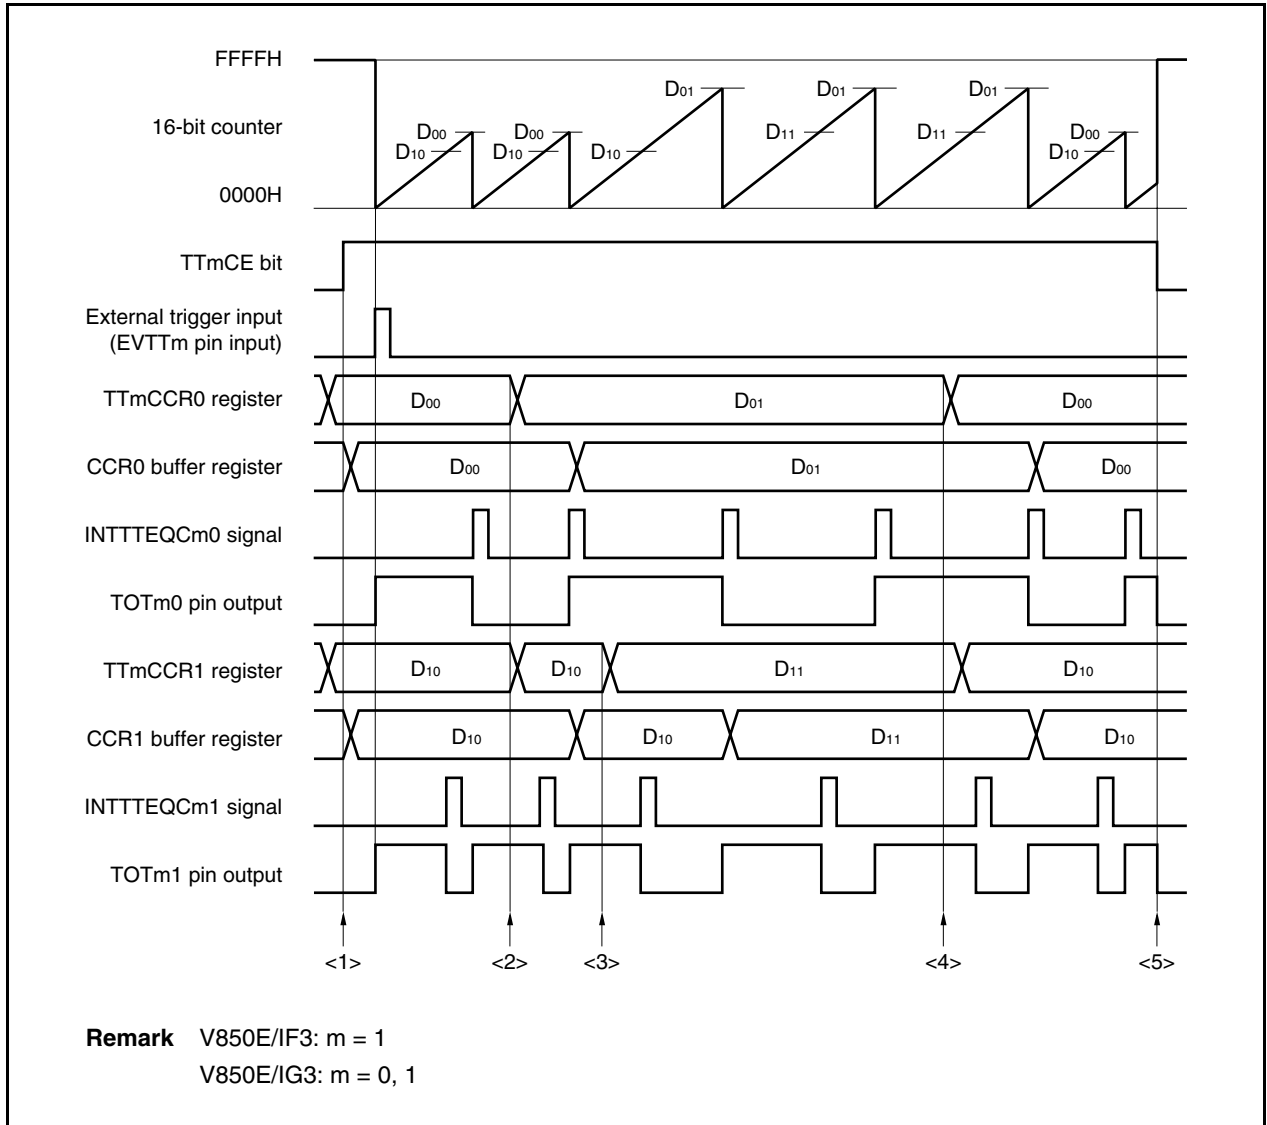 FFFFH
D01 D01 D01
16-bit counter
D00 D00 D11 D11 D00
D10 D10 D10 D10
0000H
TTmCE bit
External trigger input
(EVTTm pin input)
TTmCCR0 register D00 D01 D00
CCR0 buffer register D00 D01 D00
INTTTEQCm0 signal
TOTm0 pin output
TTmCCR1 register D10 D10 D11 D10
CCR1 buffer register D10 D10 D11 D10
INTTTEQCm1 signal
TOTm1 pin output
<1> <2> <3> <4> <5>
Remark V850E/IF3: m = 1
V850E/IG3: m = 0, 1